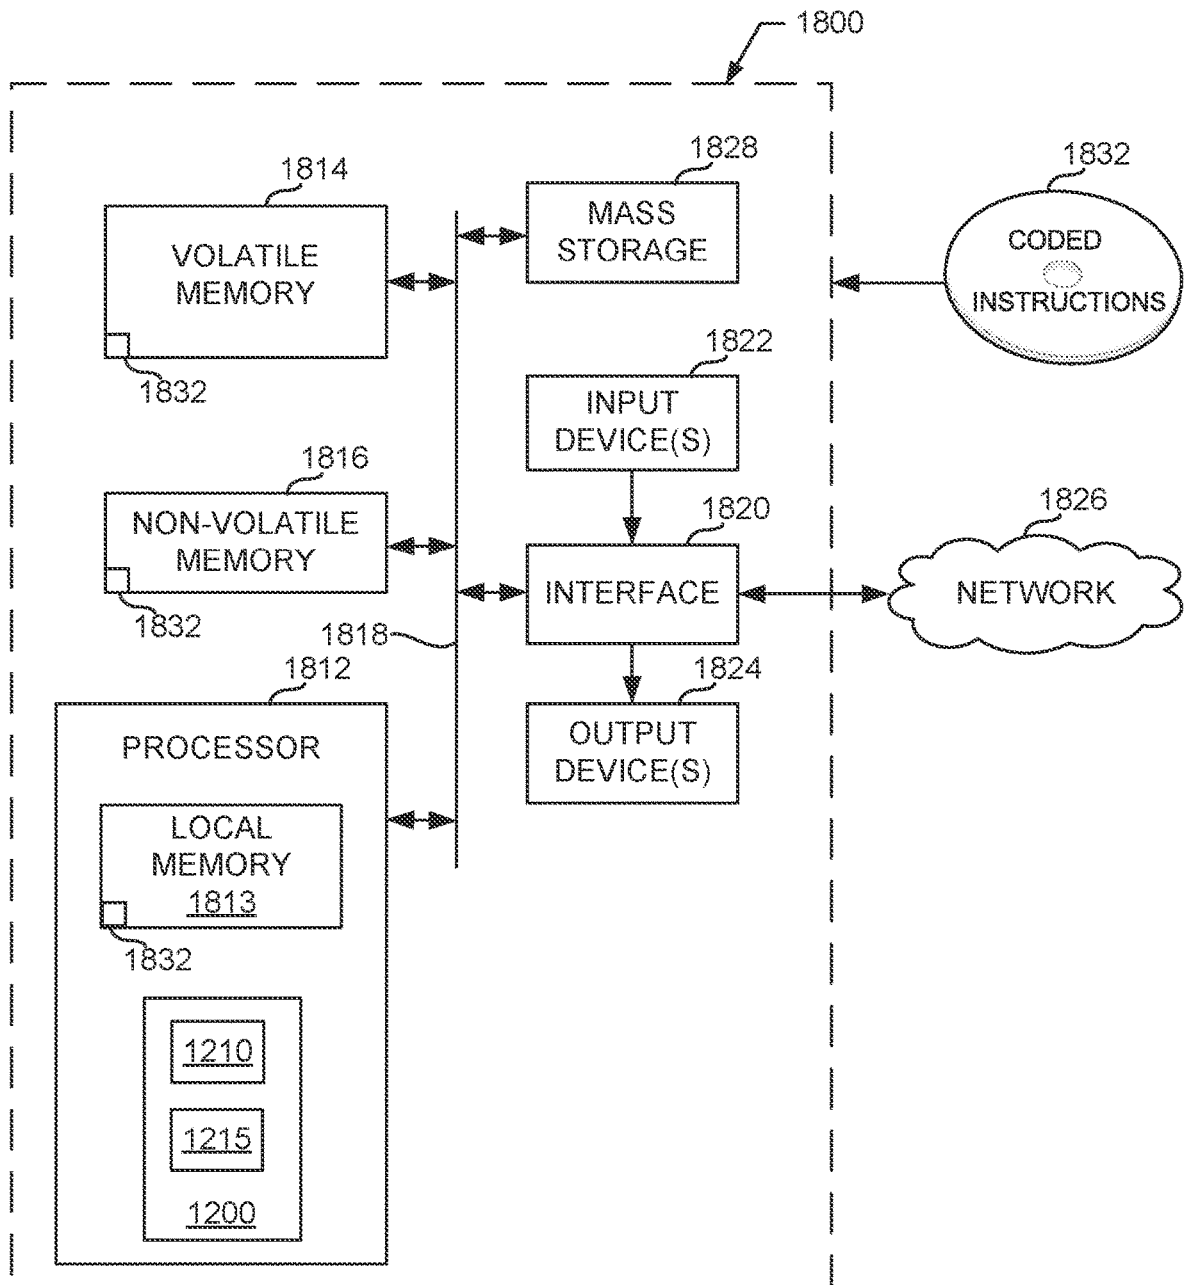 1800
1814
VOLATILE
MEMORY
1832
1828
MASS
STORAGE
1832
CODED
INSTRUCTIONS
1822
INPUT
DEVICE(S)
1816
NON-VOLATILE
MEMORY
1832
1820
INTERFACE
1826
NETWORK
1818
1812
PROCESSOR
1824
OUTPUT
DEVICE(S)
LOCAL
MEMORY
1813
1832
1210
1215
1200